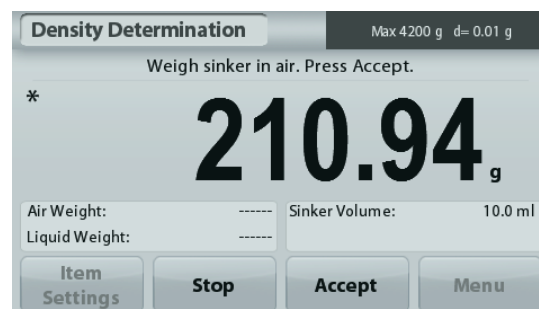 Density Determination
Max 4200 g d= 0.01 g
Weigh sinker in air. Press Accept.
*
210.94 g
Air Weight: ------
Liquid Weight: ------
Sinker Volume: 10.0 ml
Item Settings
Stop
Accept
Menu